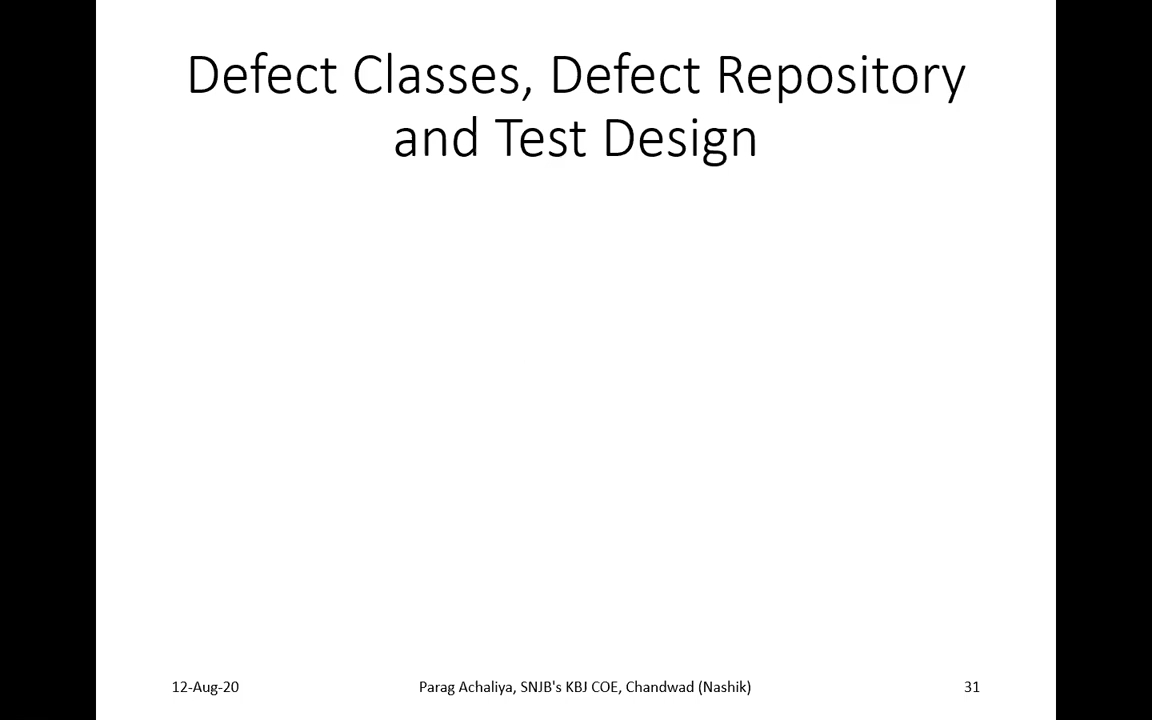 Defect Classes, Defect Repository
and Test Design
12-Aug-20
Parag Achaliya, SNJB's KBJ COE, Chandwad (Nashik)
31